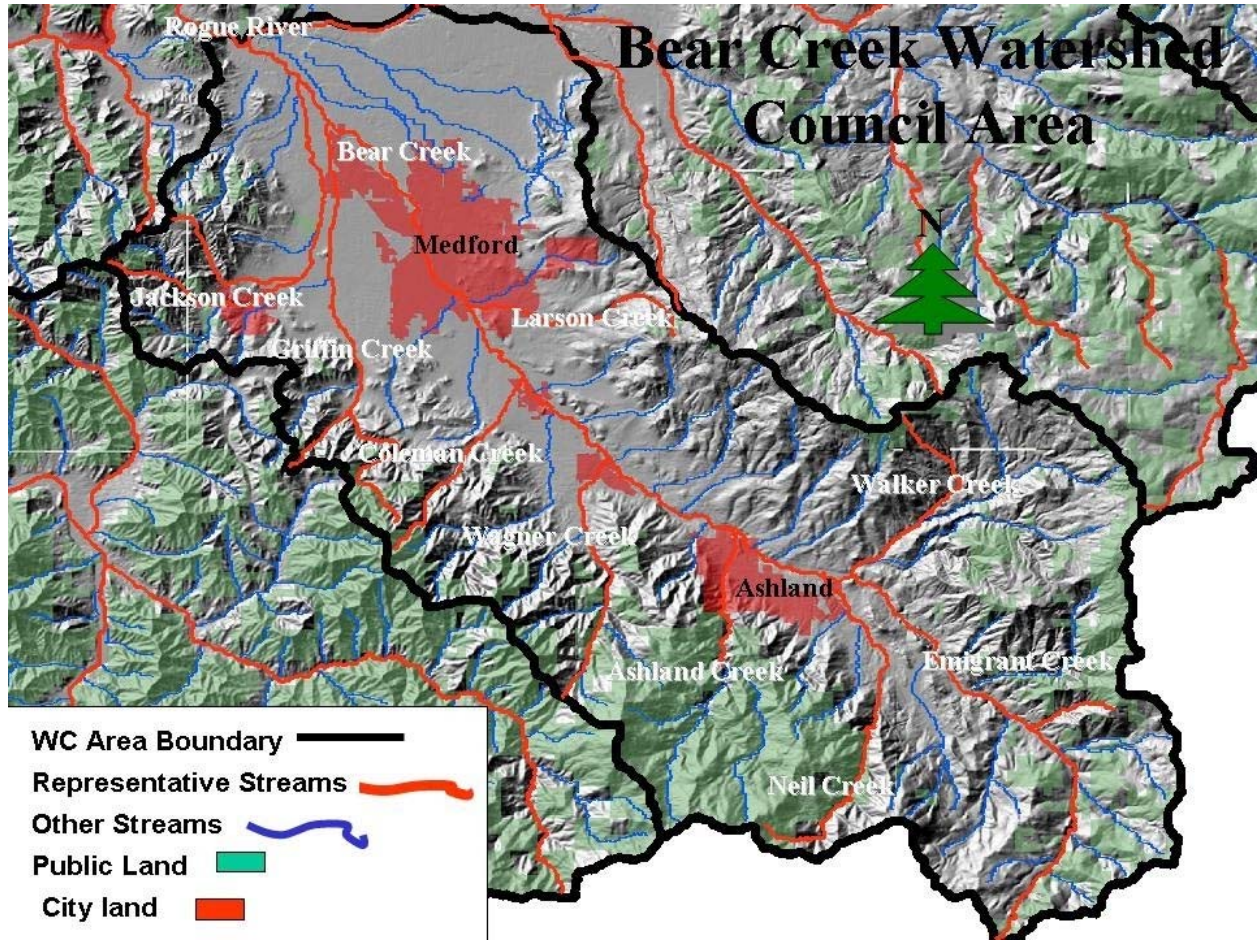 Rogue River
Bear Creek Watershed
Council Area
Bear Creek
N
Medford
Jackson Creek
Larson Creek
Griffin Creek
Coleman Creek
Walker Creek
Wagner Creek
Ashland
Ashland Creek
Emigrant Creek
Neil Creek
WC Area Boundary
Representative Streams
Other Streams
Public Land
City land